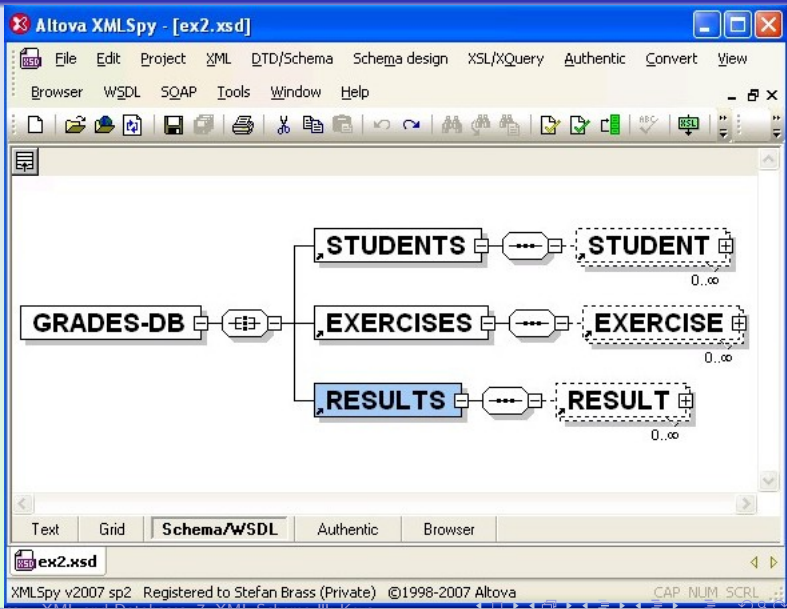 Altova XMLSpy - [ex2.xsd]
File Edit Project XML DTD/Schema Schema design XSL/XQuery Authentic Convert View
Browser WSDL SOAP Tools Window Help
STUDENTS STUDENT
0..∞
GRADES-DB EXERCISES EXERCISE
0..∞
RESULTS RESULT
0..∞
Text Grid Schema/WSDL Authentic Browser
ex2.xsd
XMLSpy v2007 sp2 Registered to Stefan Brass (Private) ©1998-2007 Altova CAP NUM SCRL